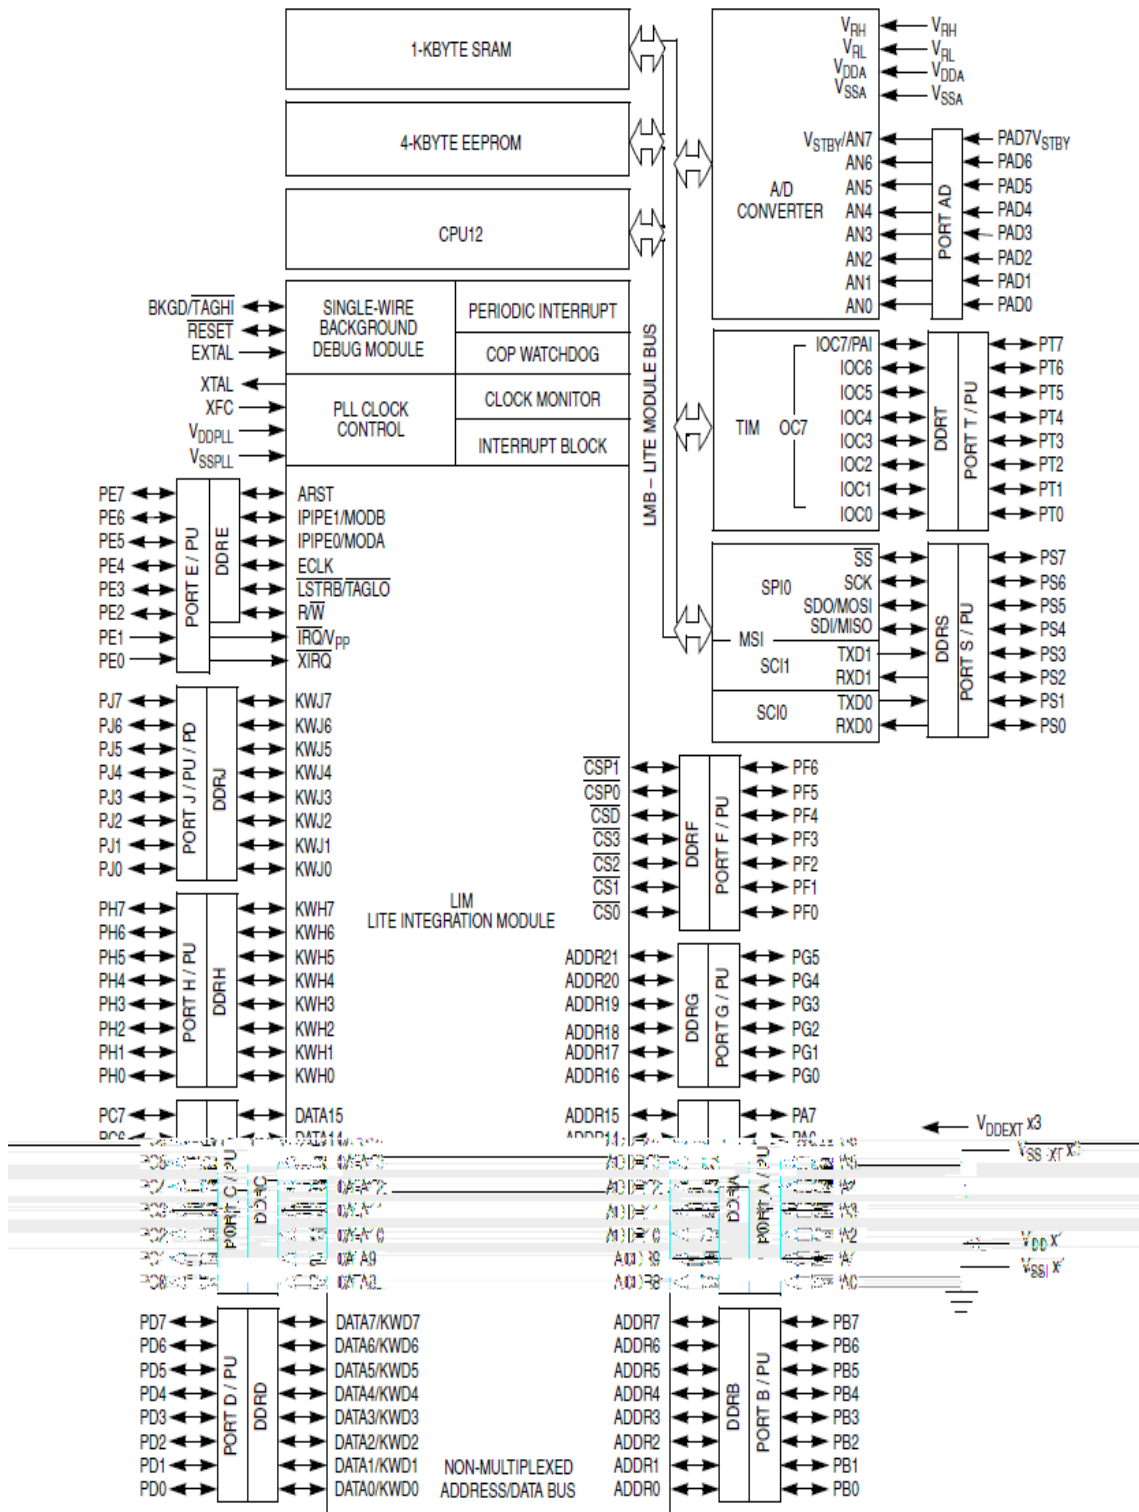 1-KBYTE SRAM
4-KBYTE EEPROM
CPU12
BKGD/TAGHI
RESET
EXTAL
SINGLE-WIRE
BACKGROUND
DEBUG MODULE
PERIODIC INTERRUPT
COP WATCHDOG
XTAL
XFC
VDDPLL
VSSPLL
PLL CLOCK
CONTROL
CLOCK MONITOR
INTERRUPT BLOCK
LMB – LITE MODULE BUS
VRH VRH
VRL VRL
VDDA VDDA
VSSA VSSA
A/D
CONVERTER
PORT AD
VSTBY/AN7 PAD7VSTBY
AN6 PAD6
AN5 PAD5
AN4 PAD4
AN3 PAD3
AN2 PAD2
AN1 PAD1
AN0 PAD0
TIM OC7
DDRT
PORT T / PU
IOC7/PAI PT7
IOC6 PT6
IOC5 PT5
IOC4 PT4
IOC3 PT3
IOC2 PT2
IOC1 PT1
IOC0 PT0
SPI0
MSI
SCI1
SCI0
DDRS
PORT S / PU
SS PS7
SCK PS6
SDO/MOSI PS5
SDI/MISO PS4
TXD1 PS3
RXD1 PS2
TXD0 PS1
RXD0 PS0
PORT E / PU
DDRE
PE7 ARST
PE6 IPIPE1/MODB
PE5 IPIPE0/MODA
PE4 ECLK
PE3 LSTRB/TAGLO
PE2 R/W
PE1 IRQ/VPP
PE0 XIRQ
PORT J / PU / PD
DDRJ
PJ7 KWJ7
PJ6 KWJ6
PJ5 KWJ5
PJ4 KWJ4
PJ3 KWJ3
PJ2 KWJ2
PJ1 KWJ1
PJ0 KWJ0
LIM
LITE INTEGRATION MODULE
DDRF
PORT F / PU
CSP1 PF6
CSP0 PF5
CSD PF4
CS3 PF3
CS2 PF2
CS1 PF1
CS0 PF0
PORT H / PU
DDRH
PH7 KWH7
PH6 KWH6
PH5 KWH5
PH4 KWH4
PH3 KWH3
PH2 KWH2
PH1 KWH1
PH0 KWH0
DDRG
PORT G / PU
ADDR21 PG5
ADDR20 PG4
ADDR19 PG3
ADDR18 PG2
ADDR17 PG1
ADDR16 PG0
PC7 DATA15
ADDR15 PA7
VDDEXT x3
PORT C / PU
DDRC
DDRA
PORT A / PU
PORT D / PU
DDRD
PD7 DATA7/KWD7
PD6 DATA6/KWD6
PD5 DATA5/KWD5
PD4 DATA4/KWD4
PD3 DATA3/KWD3
PD2 DATA2/KWD2
PD1 DATA1/KWD1
PD0 DATA0/KWD0
NON-MULTIPLEXED
ADDRESS/DATA BUS
DDRB
PORT B / PU
ADDR7 PB7
ADDR6 PB6
ADDR5 PB5
ADDR4 PB4
ADDR3 PB3
ADDR2 PB2
ADDR1 PB1
ADDR0 PB0